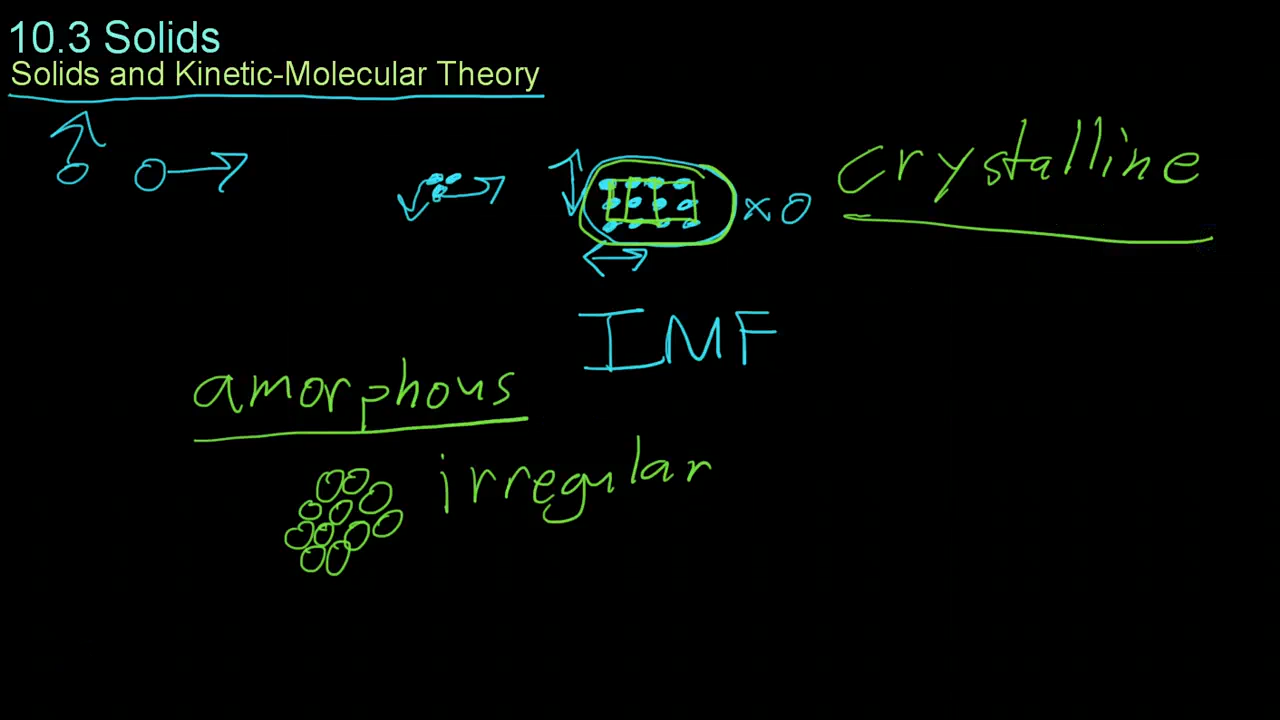 10.3 Solids
Solids and Kinetic-Molecular Theory
crystalline
IMF
amorphous
irregular